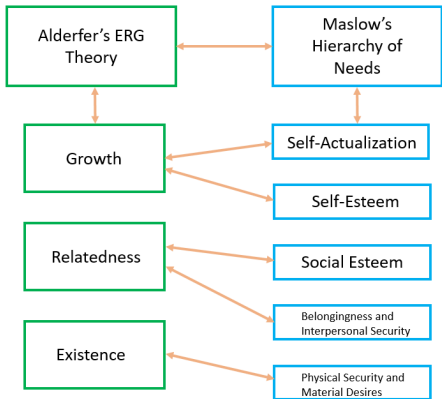 Alderfer's ERG
Theory
Maslow's
Hierarchy of
Needs
Growth
Self-Actualization
Self-Esteem
Relatedness
Social Esteem
Belongingness and
Interpersonal Security
Existence
Physical Security and
Material Desires